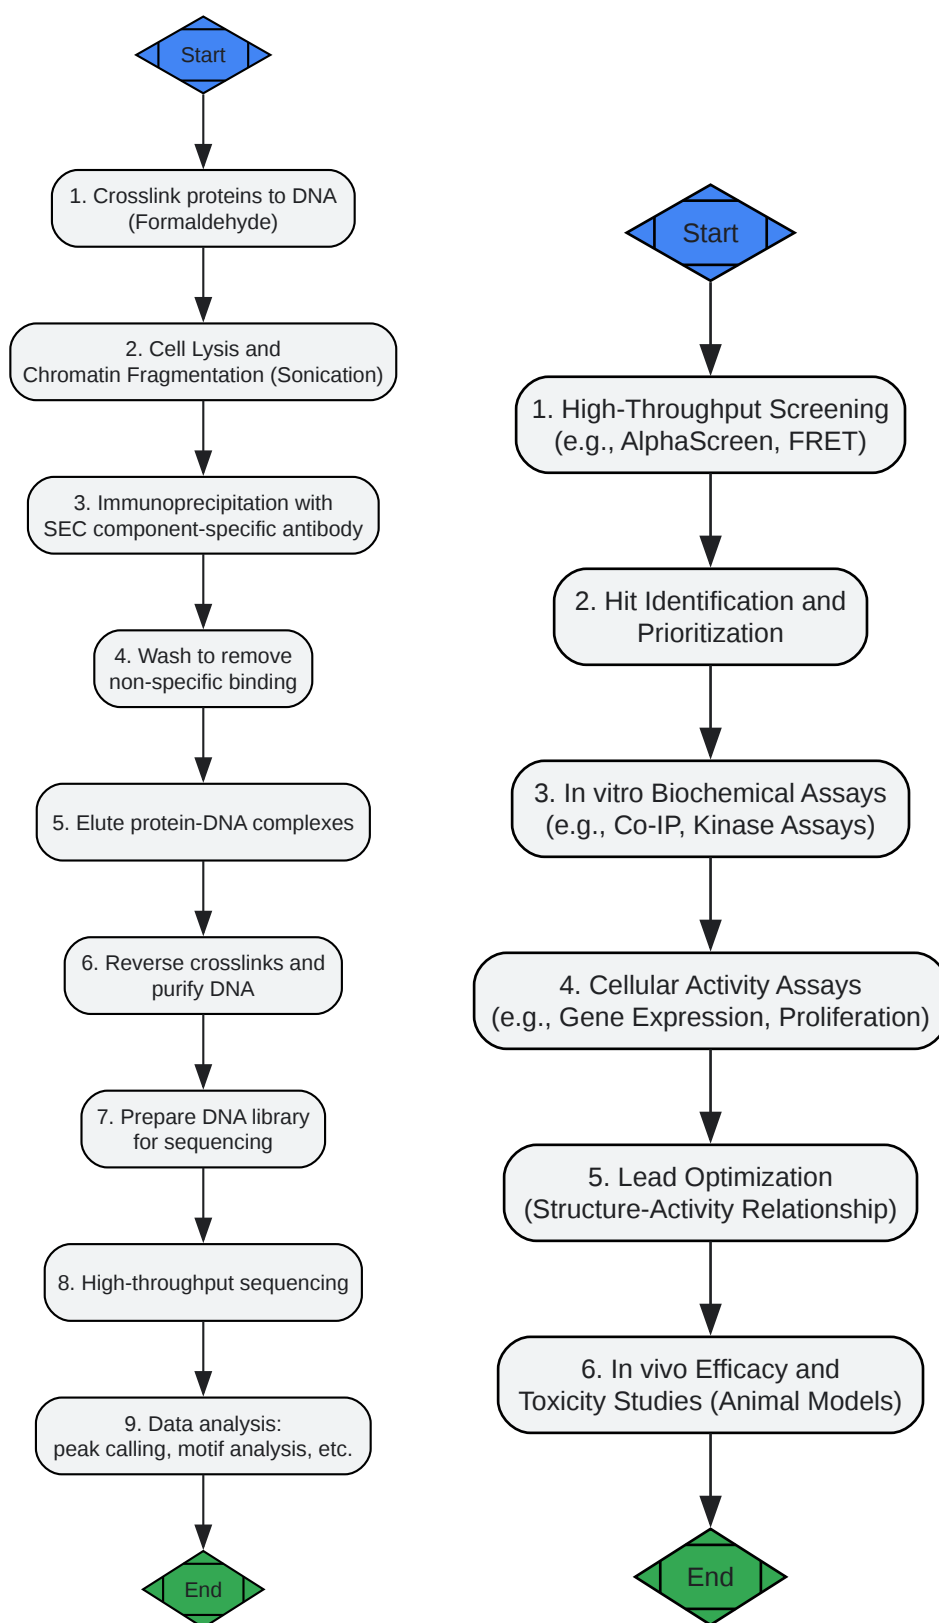 Start
1. Crosslink proteins to DNA
(Formaldehyde)
2. Cell Lysis and
Chromatin Fragmentation (Sonication)
3. Immunoprecipitation with
SEC component-specific antibody
4. Wash to remove
non-specific binding
5. Elute protein-DNA complexes
6. Reverse crosslinks and
purify DNA
7. Prepare DNA library
for sequencing
8. High-throughput sequencing
9. Data analysis:
peak calling, motif analysis, etc.
End
Start
1. High-Throughput Screening
(e.g., AlphaScreen, FRET)
2. Hit Identification and
Prioritization
3. In vitro Biochemical Assays
(e.g., Co-IP, Kinase Assays)
4. Cellular Activity Assays
(e.g., Gene Expression, Proliferation)
5. Lead Optimization
(Structure-Activity Relationship)
6. In vivo Efficacy and
Toxicity Studies (Animal Models)
End